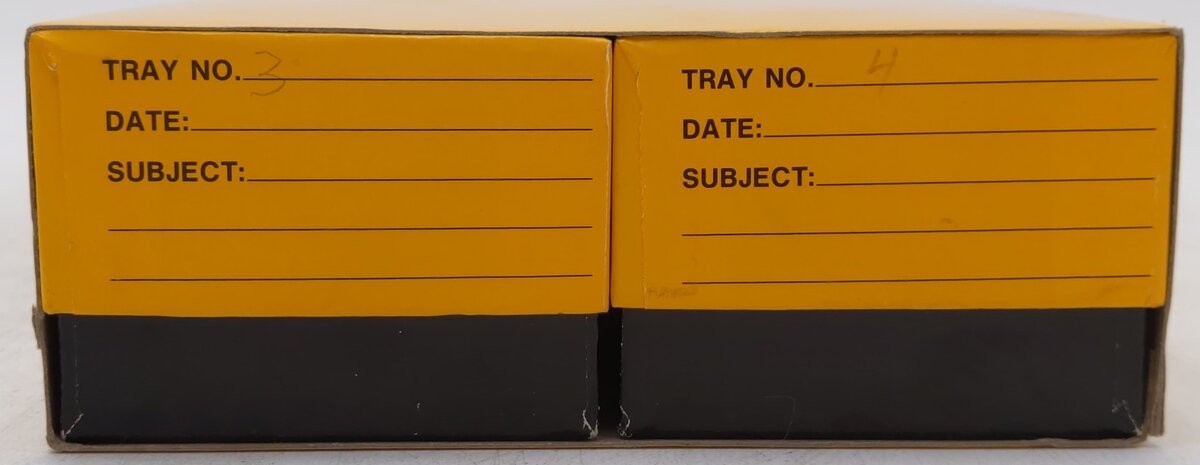 TRAY NO. 3
DATE:
SUBJECT:
TRAY NO. 4
DATE:
SUBJECT: